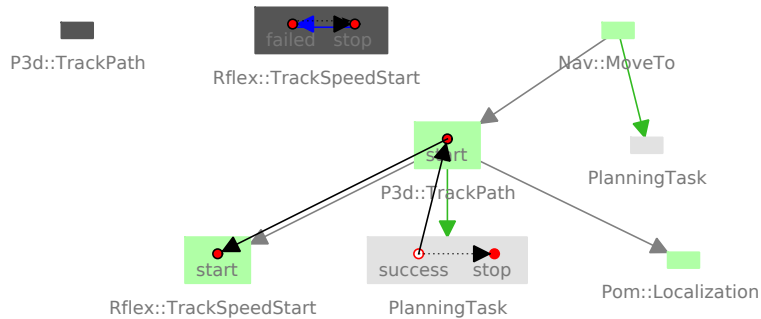 failed stop
P3d::TrackPath
Rflex::TrackSpeedStart
Nav::MoveTo
start
P3d::TrackPath
PlanningTask
start
success stop
Rflex::TrackSpeedStart
PlanningTask
Pom::Localization